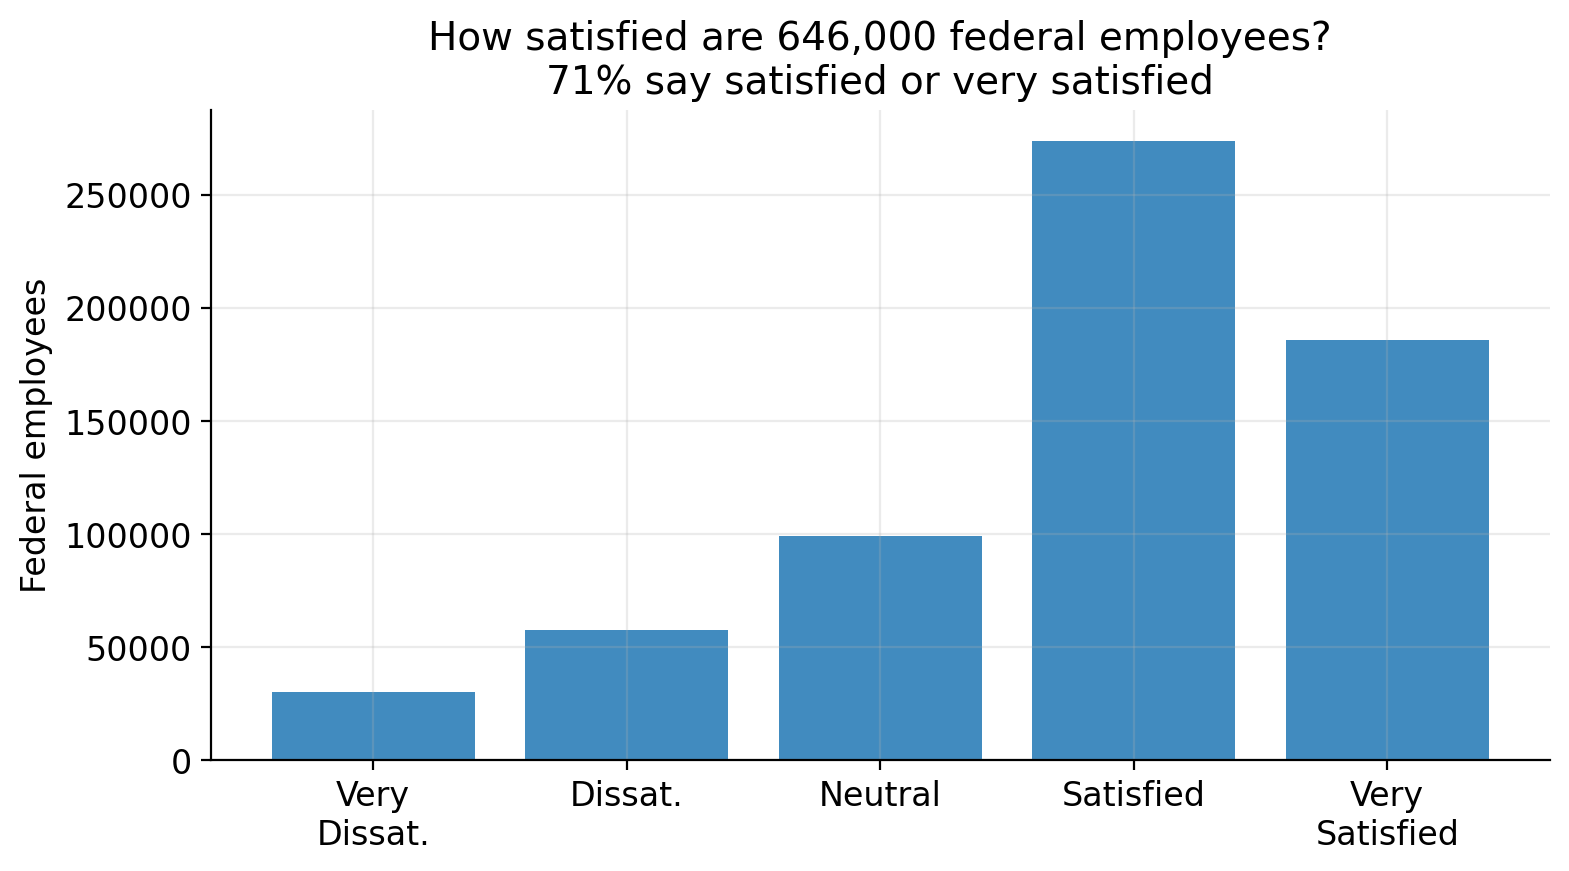 How satisfied are 646,000 federal employees?
71% say satisfied or very satisfied
Federal employees
250000
200000
150000
100000
50000
0
Very
Dissat.
Dissat.
Neutral
Satisfied
Very
Satisfied